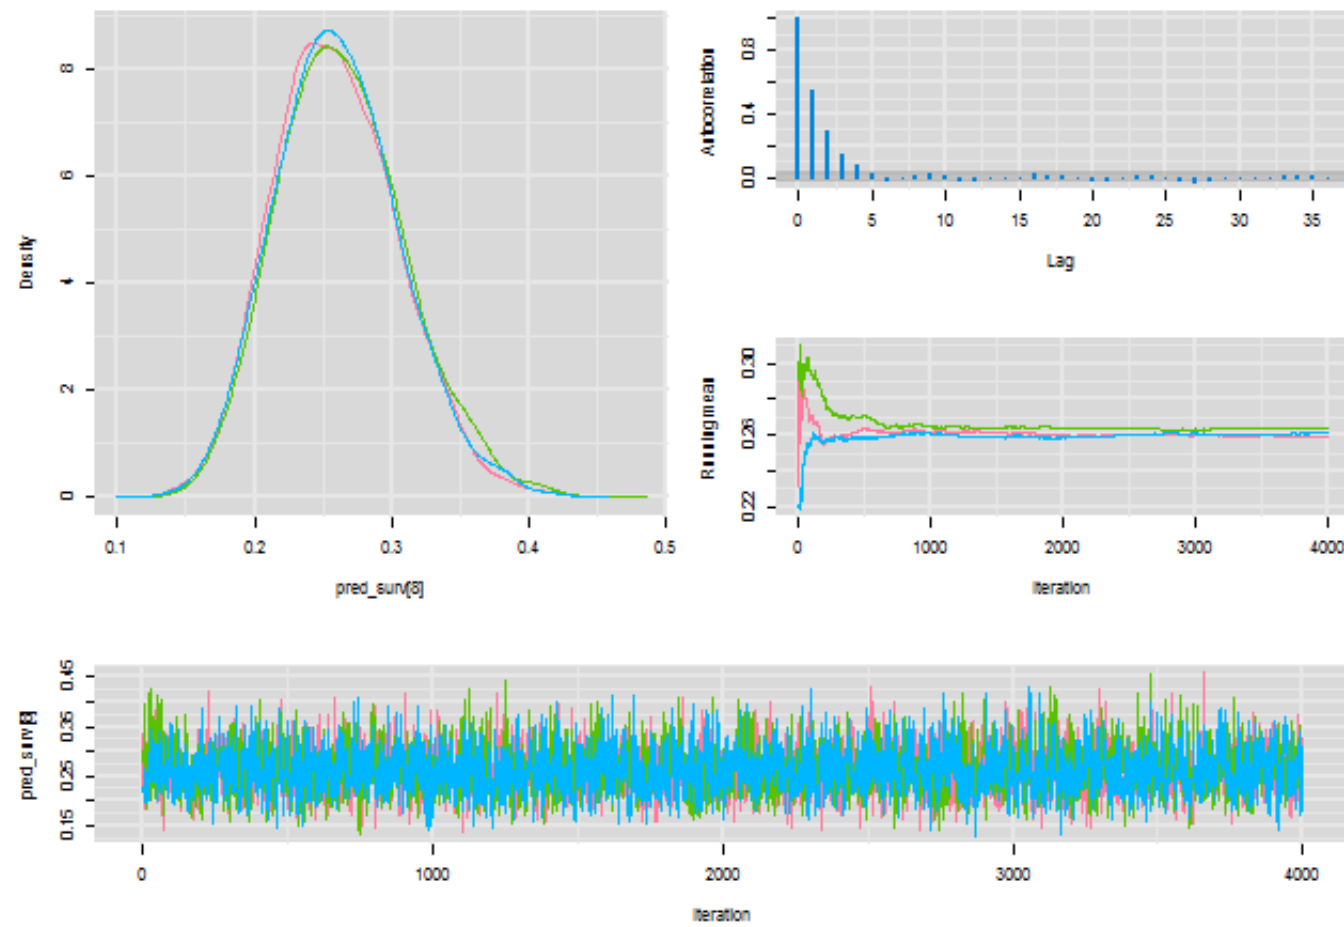 Density
8
6
4
2
0
0.1 0.2 0.3 0.4 0.5
pred_surv[8]
Autocorrelation
0.8
0.4
0.0
0 5 10 15 20 25 30 35
Lag
Running mean
0.30
0.26
0.22
0 1000 2000 3000 4000
Iteration
pred_surv[8]
0.45
0.35
0.25
0.15
0 1000 2000 3000 4000
Iteration